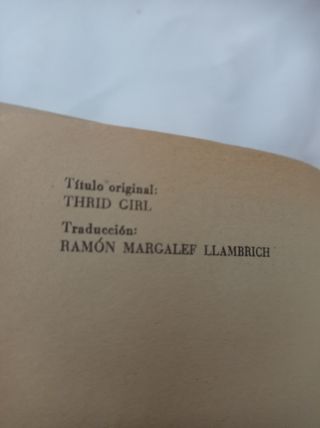 Título original:
THRID GIRL
Traducción:
RAMÓN MARGALEF LLAMBRICH